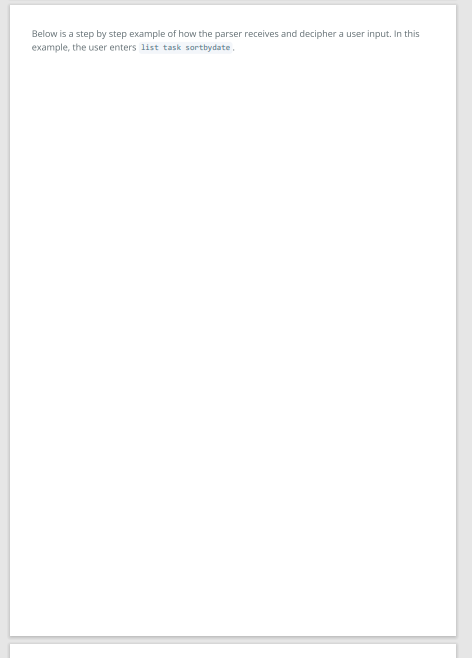 Below is a step by step example of how the parser receives and decipher a user input. In this
example, the user enters list task sortbydate.